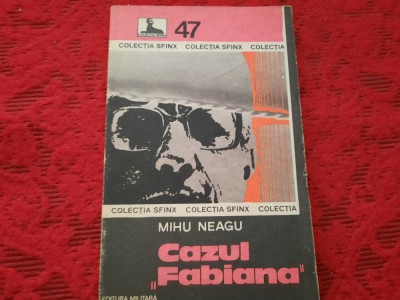 47
COLECȚIA SFINX COLECȚIA SFINX COLECȚIA
COLECȚIA SFINX COLECȚIA SFINX COLECȚIA
MIHU NEAGU
Cazul
„Fabiana"
EDITURA MILITARĂ